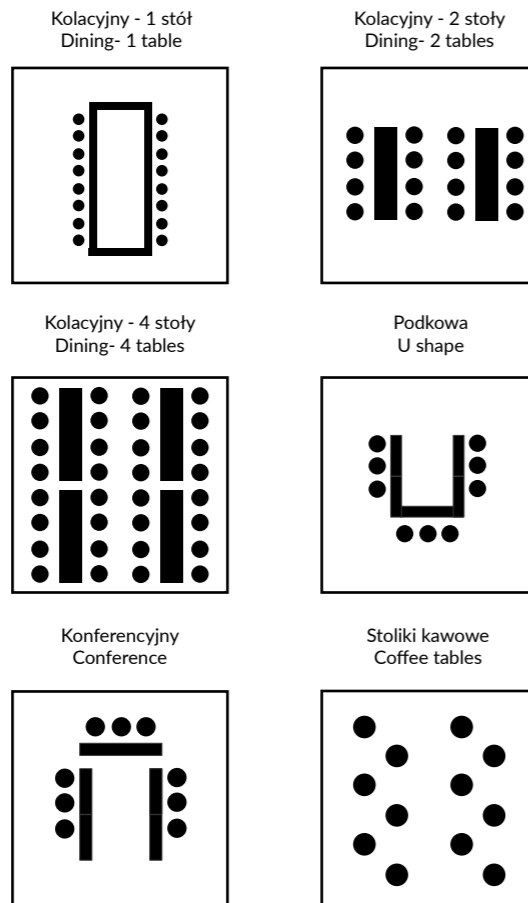 Kolacyjny - 1 stół
Dining- 1 table
Kolacyjny - 2 stoły
Dining- 2 tables
Kolacyjny - 4 stoły
Dining- 4 tables
Podkowa
U shape
Konferencyjny
Conference
Stoliki kawowe
Coffee tables